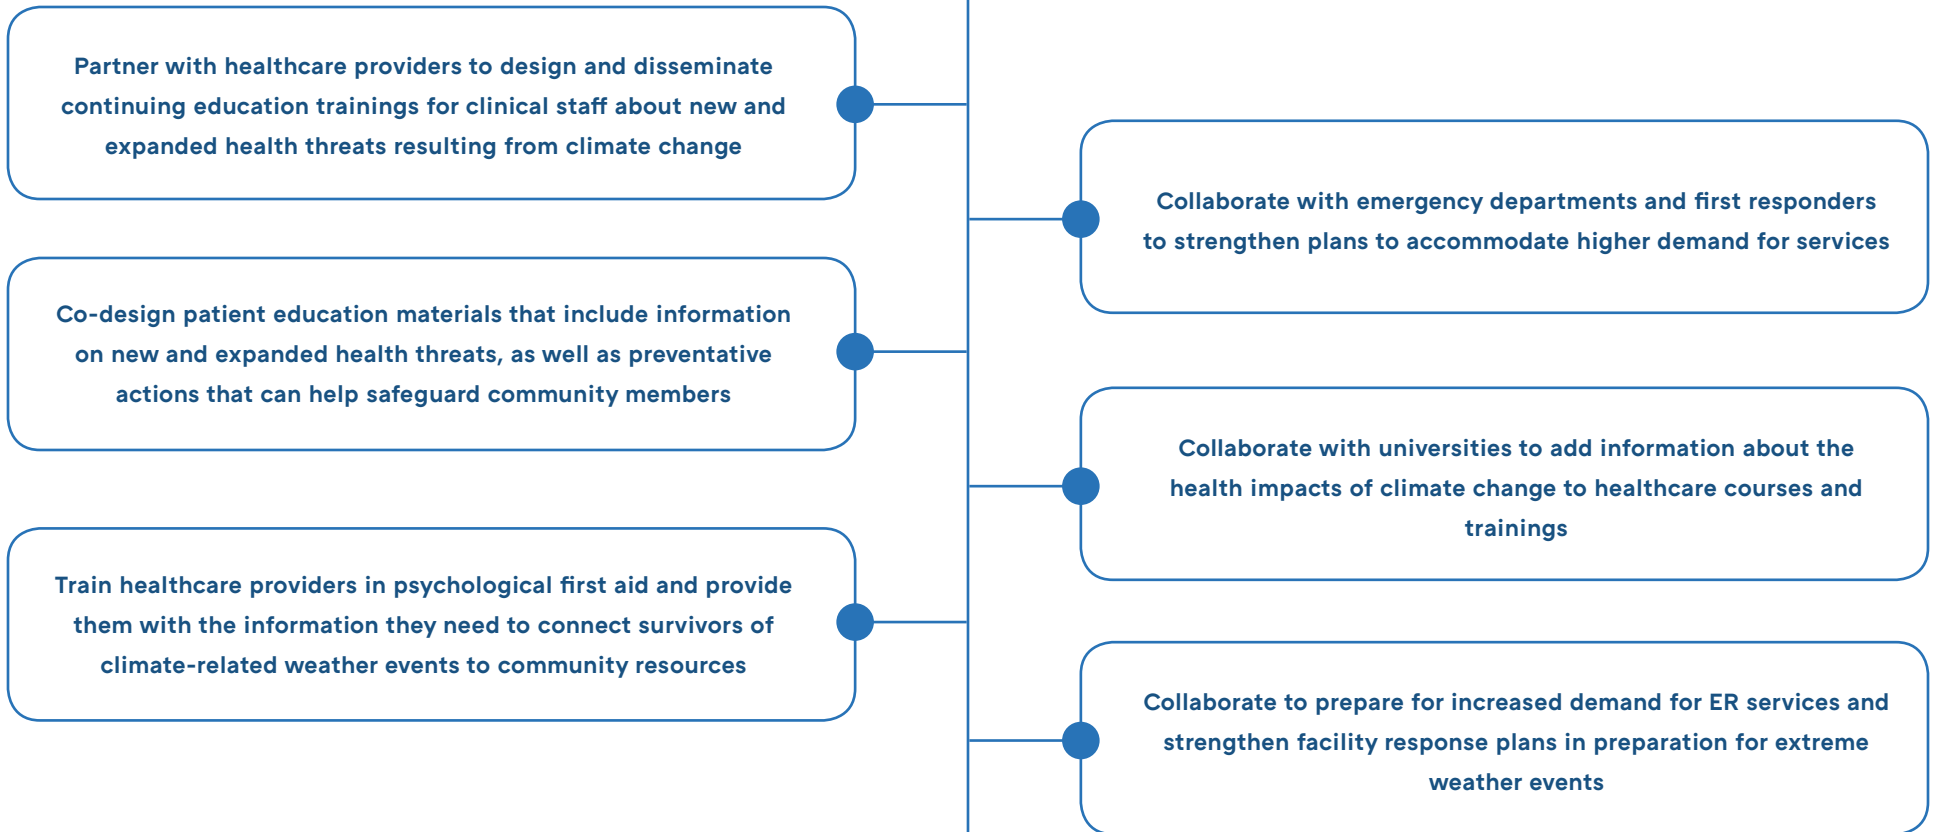 Partner with healthcare providers to design and disseminate
continuing education trainings for clinical staff about new and
expanded health threats resulting from climate change
Collaborate with emergency departments and first responders
to strengthen plans to accommodate higher demand for services
Co-design patient education materials that include information
on new and expanded health threats, as well as preventative
actions that can help safeguard community members
Collaborate with universities to add information about the
health impacts of climate change to healthcare courses and
trainings
Train healthcare providers in psychological first aid and provide
them with the information they need to connect survivors of
climate-related weather events to community resources
Collaborate to prepare for increased demand for ER services and
strengthen facility response plans in preparation for extreme
weather events